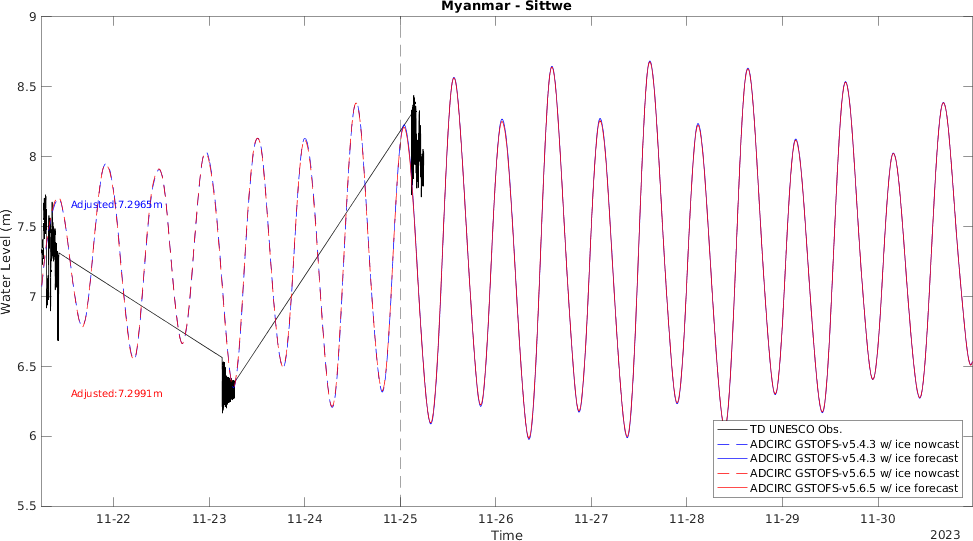 Myanmar - Sittwe
9
8.5
8
7.5
7
6.5
6
5.5
Water Level (m)
Adjusted:7.2965m
Adjusted:7.2991m
TD UNESCO Obs.
ADCIRC GSTOFS-v5.4.3 w/ ice nowcast
ADCIRC GSTOFS-v5.4.3 w/ ice forecast
ADCIRC GSTOFS-v5.6.5 w/ ice nowcast
ADCIRC GSTOFS-v5.6.5 w/ ice forecast
11-22 11-23 11-24 11-25 11-26 11-27 11-28 11-29 11-30
Time
2023